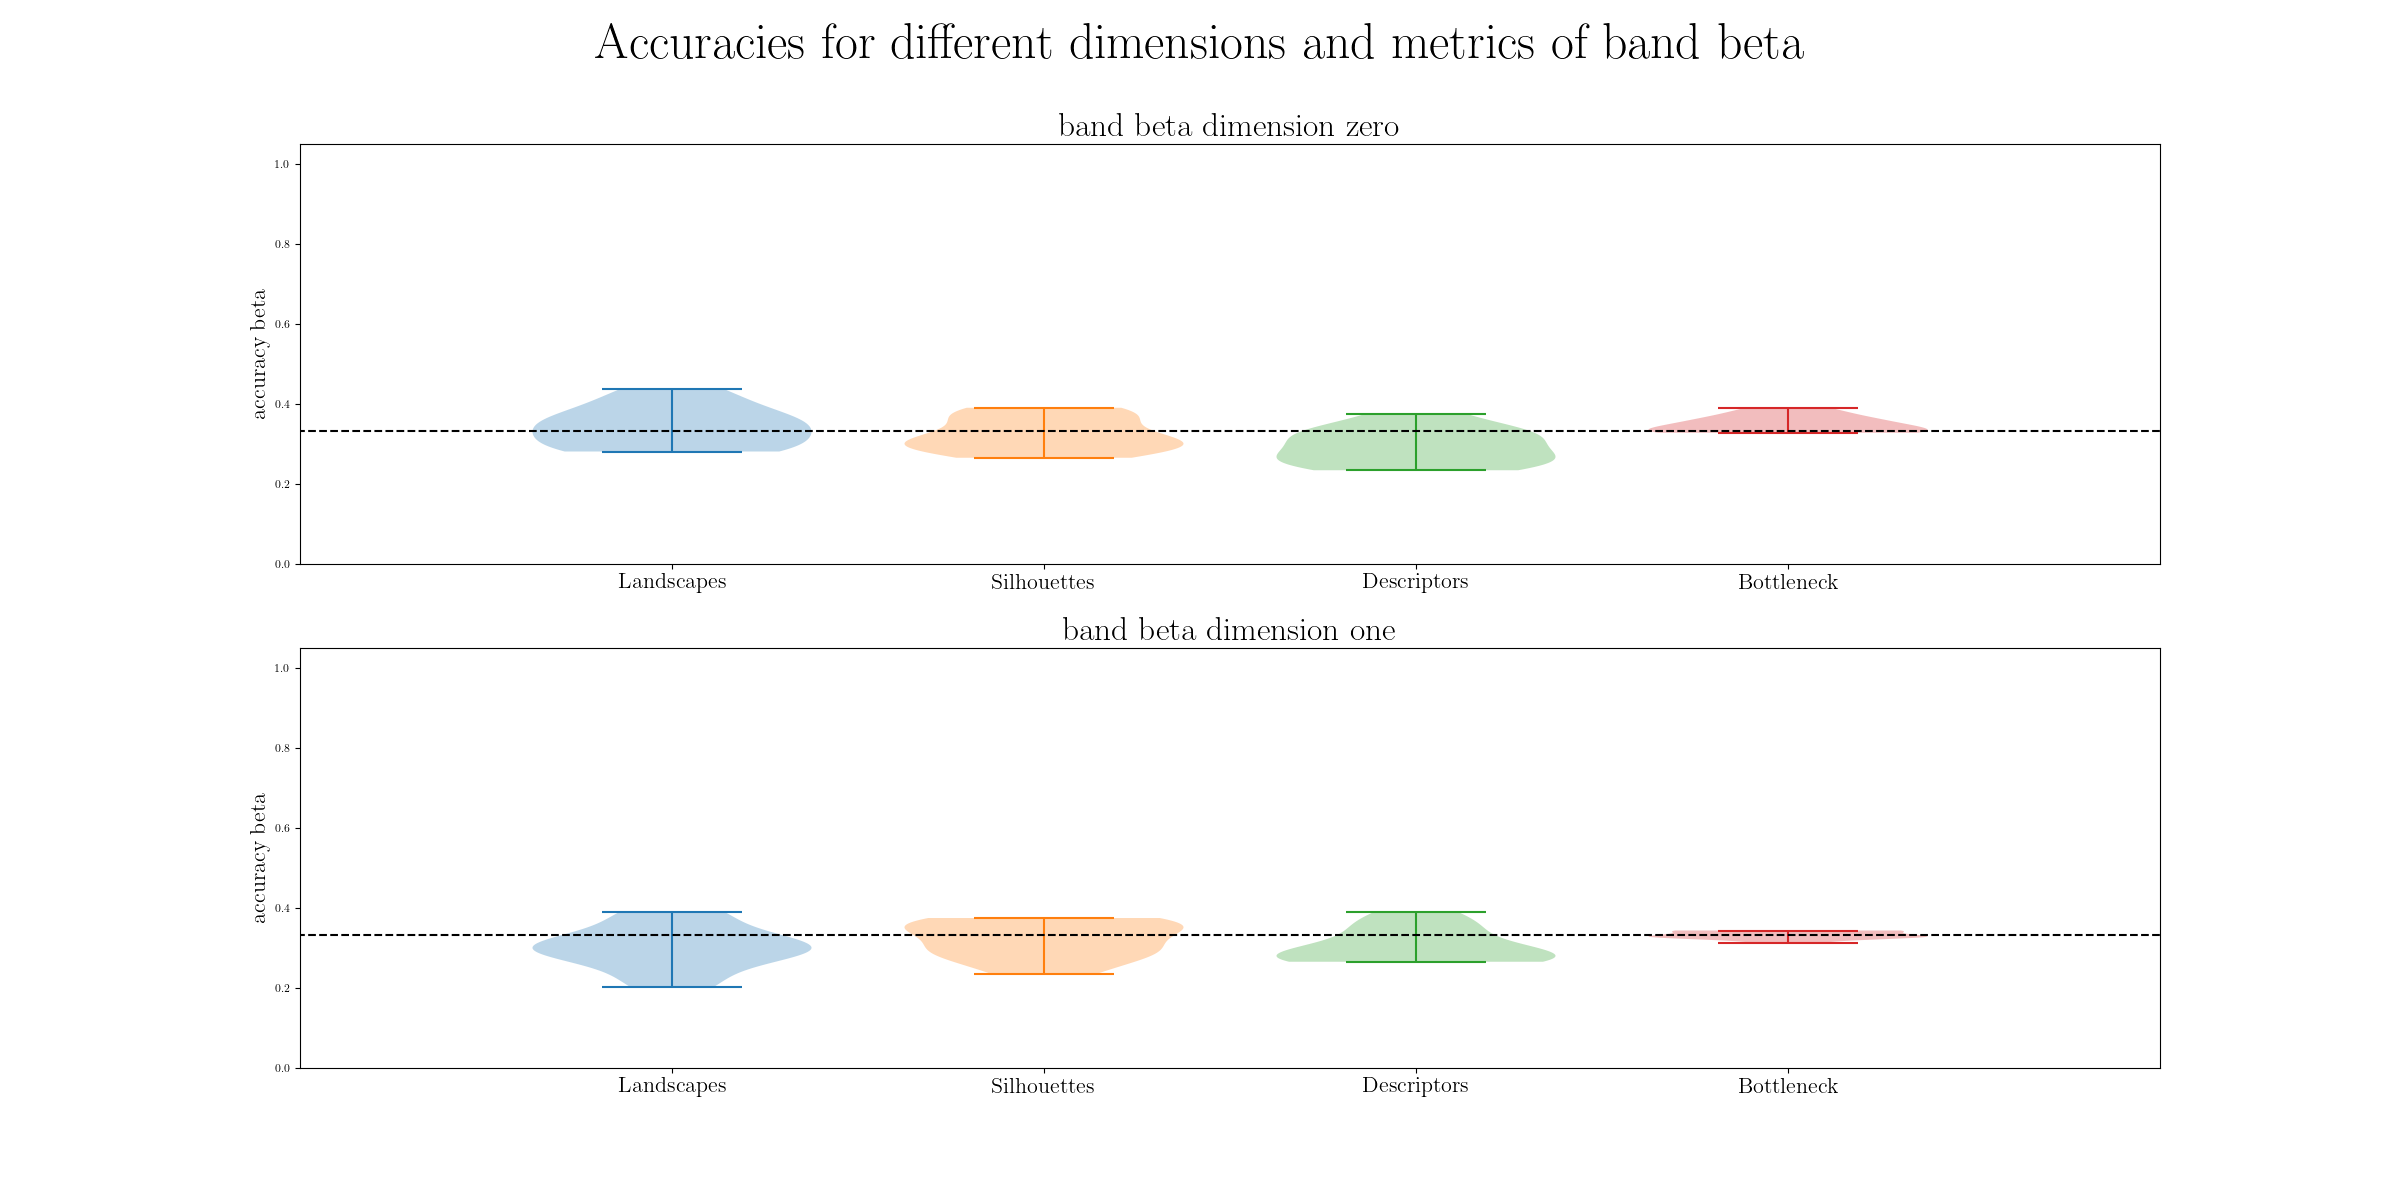 Accuracies for different dimensions and metrics of band beta
band beta dimension zero
accuracy beta
1.0
0.8
0.6
0.4
0.2
0.0
Landscapes Silhouettes Descriptors Bottleneck
band beta dimension one
accuracy beta
1.0
0.8
0.6
0.4
0.2
0.0
Landscapes Silhouettes Descriptors Bottleneck